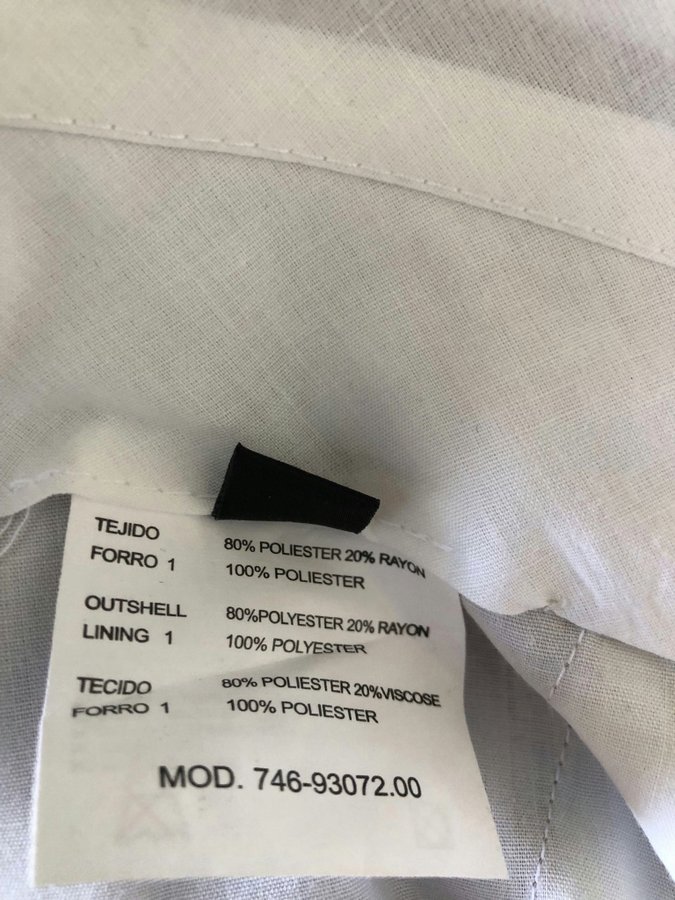 TEJIDO 80% POLIESTER 20% RAYON
FORRO 1 100% POLIESTER
OUTSHELL 80%POLYESTER 20% RAYON
LINING 1 100% POLYESTER
TECIDO 80% POLIESTER 20%VISCOSE
FORRO 1 100% POLIESTER
MOD. 746-93072.00